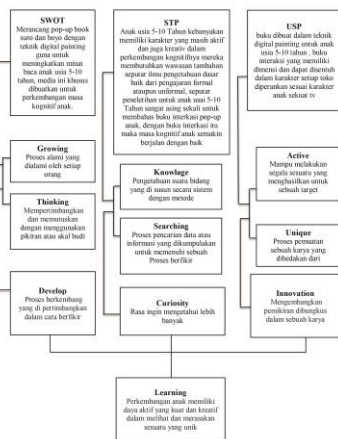 SWOT
Merancang pop-up book
suro dan boyo dengan
teknik digital painting
guna untuk
meningkatkan minat
baca anak usia 5-10
tahun, media ini khusus
dibuatkan untuk
perkembangan masa
kognitif anak.
STP
Anak usia 5-10 Tahun kebanyakan
memiliki karakter yang masih aktif
dan juga kreativ dalam
perkembangan kognitifnya mereka
membutuhkan wawasan tambahan
seputar ilmu pengetahuan dasar
baik dari pengajaran formal
ataupun unformal, seputar
peneletihan untuk anak usai 5-10
Tahun sangat asing sekali untuk
membahas buku interkasi pop-up
anak, dengan buku interkasi itu
maka masa kognitif anak semakin
berjalan dengan baik
USP
buku dibuat dalam teknik
digital painting untuk anak
usia 5-10 tahun , buku
interaksi yang memiliki
dimensi dan dapat disentuh
dalam karakter setiap toko
diperankan sesuai karakter
anak sekuat tv
Growing
Proses alami yang
dialami oleh setiap
orang
Thinking
Mempertimbangkan
dan memutuskan
dengan menggunakan
pikiran atau akal budi
Develop
Proses berkembang
yang di pertimbangkan
dalam cara berfikir
Knowlage
Pengetahuan suatu bidang
yang di susun secara sistem
dengan metode
Searching
Proses pencarian data atau
informasi yang dikumpulakan
untuk memenuhi sebuah
Proses berfikir
Curiosity
Rasa ingin mengetahui lebih
banyak
Active
Mampu melakukan
segala sesuatu yang
menghasilkan untuk
sebuah target
Unique
Proses pemuatan
sebuah karya yang
dibedakan dari
Innovation
Mengembangkan
pemikiran dibungkus
dalam sebuah karya
Learning
Perkembangan anak memiliki
daya aktif yang kuat dan kreatif
dalam melihat dan merasakan
sesuatu yang unik